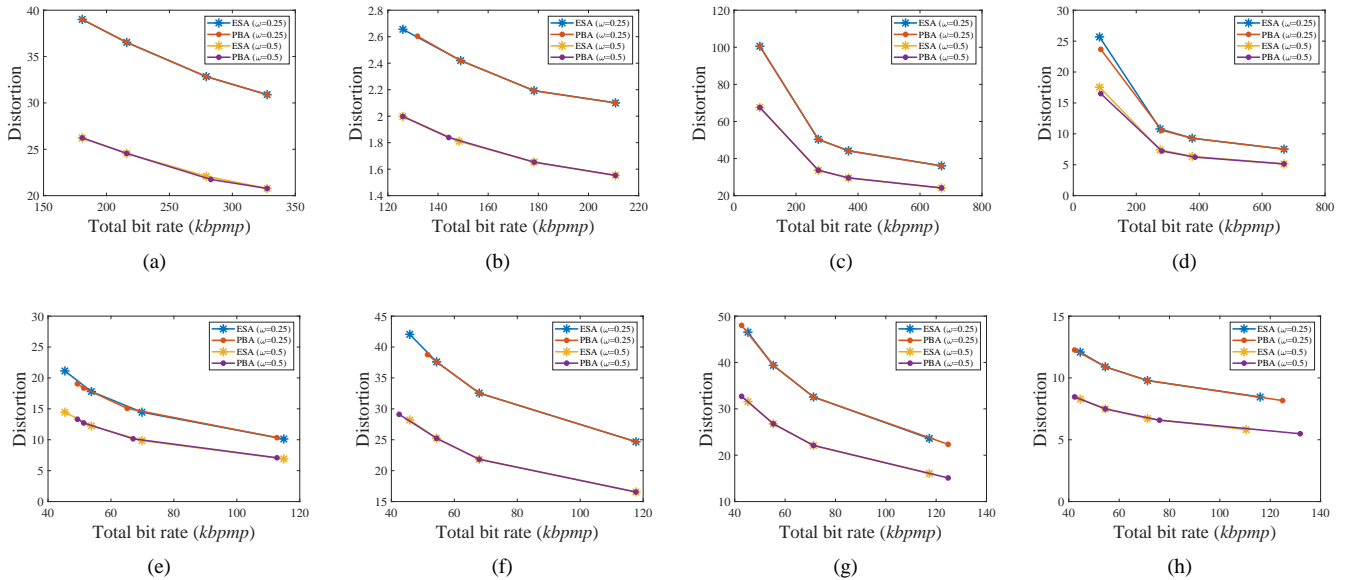 40
35
30
25
20
150
200
250
300
350
Distortion
Total bit rate (kbpmp)
ESA (ω=0.25)
PBA (ω=0.25)
ESA (ω=0.5)
PBA (ω=0.5)
(a)
2.8
2.6
2.4
2.2
2
1.8
1.6
1.4
120
140
160
180
200
220
Distortion
Total bit rate (kbpmp)
ESA (ω=0.25)
PBA (ω=0.25)
ESA (ω=0.5)
PBA (ω=0.5)
(b)
120
100
80
60
40
20
0
200
400
600
800
Distortion
Total bit rate (kbpmp)
ESA (ω=0.25)
PBA (ω=0.25)
ESA (ω=0.5)
PBA (ω=0.5)
(c)
30
25
20
15
10
5
0
0
200
400
600
800
Distortion
Total bit rate (kbpmp)
ESA (ω=0.25)
PBA (ω=0.25)
ESA (ω=0.5)
PBA (ω=0.5)
(d)
30
25
20
15
10
5
0
40
60
80
100
120
Distortion
Total bit rate (kbpmp)
ESA (ω=0.25)
PBA (ω=0.25)
ESA (ω=0.5)
PBA (ω=0.5)
(e)
45
40
35
30
25
20
15
40
60
80
100
120
Distortion
Total bit rate (kbpmp)
ESA (ω=0.25)
PBA (ω=0.25)
ESA (ω=0.5)
PBA (ω=0.5)
(f)
50
40
30
20
10
40
60
80
100
120
140
Distortion
Total bit rate (kbpmp)
ESA (ω=0.25)
PBA (ω=0.25)
ESA (ω=0.5)
PBA (ω=0.5)
(g)
15
10
5
0
40
60
80
100
120
140
Distortion
Total bit rate (kbpmp)
ESA (ω=0.25)
PBA (ω=0.25)
ESA (ω=0.5)
PBA (ω=0.5)
(h)